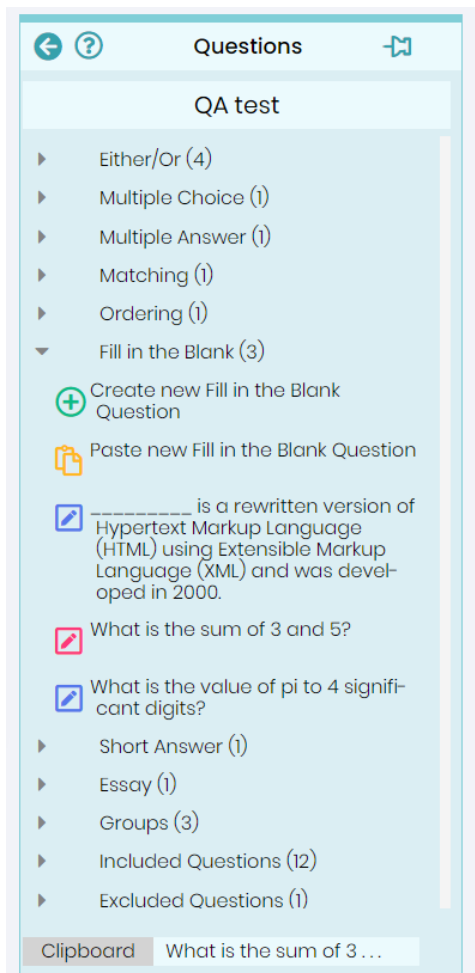 Questions
QA test
Either/Or (4)
Multiple Choice (1)
Multiple Answer (1)
Matching (1)
Ordering (1)
Fill in the Blank (3)
Create new Fill in the Blank
Question
Paste new Fill in the Blank Question
_________ is a rewritten version of
Hypertext Markup Language
(HTML) using Extensible Markup
Language (XML) and was devel-
oped in 2000.
What is the sum of 3 and 5?
What is the value of pi to 4 signifi-
cant digits?
Short Answer (1)
Essay (1)
Groups (3)
Included Questions (12)
Excluded Questions (1)
Clipboard What is the sum of 3 ...